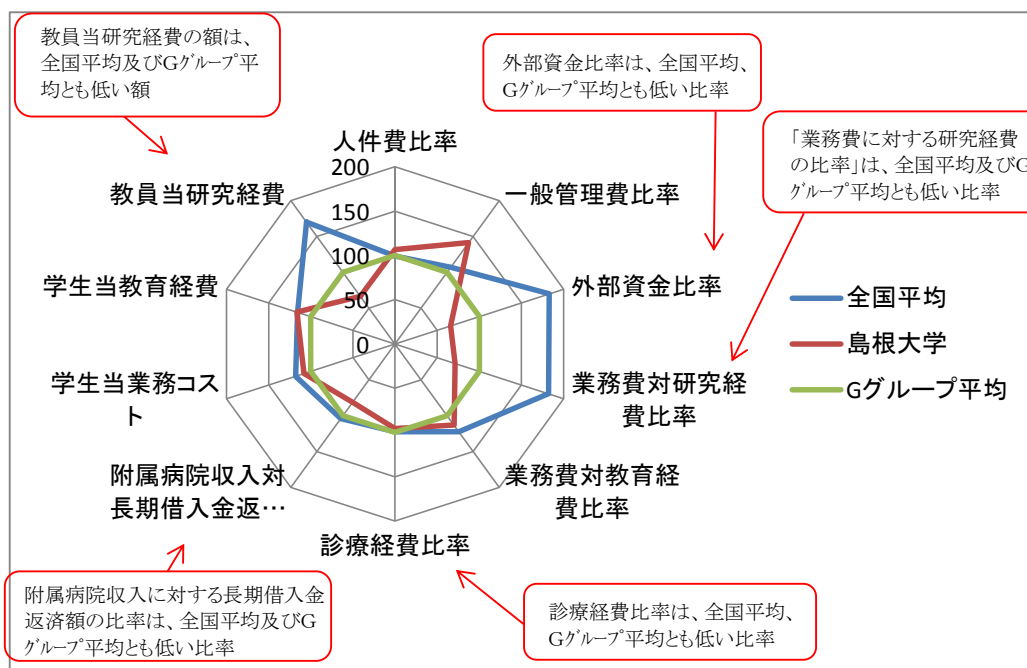 教員当研究経費の額は、
全国平均及びGグループ平
均とも低い額
外部資金比率は、全国平均、
Gグループ平均とも低い比率
「業務費に対する研究経費
の比率」は、全国平均及びG
グループ平均とも低い比率
人件費比率
一般管理費比率
外部資金比率
業務費対研究経
費比率
業務費対教育経
費比率
診療経費比率
附属病院収入対
長期借入金返…
学生当業務コス
ト
学生当教育経費
教員当研究経費
200
150
100
50
0
全国平均
島根大学
Gグループ平均
附属病院収入に対する長期借入金
返済額の比率は、全国平均及びG
グループ平均とも低い比率
診療経費比率は、全国平均、
Gグループ平均とも低い比率